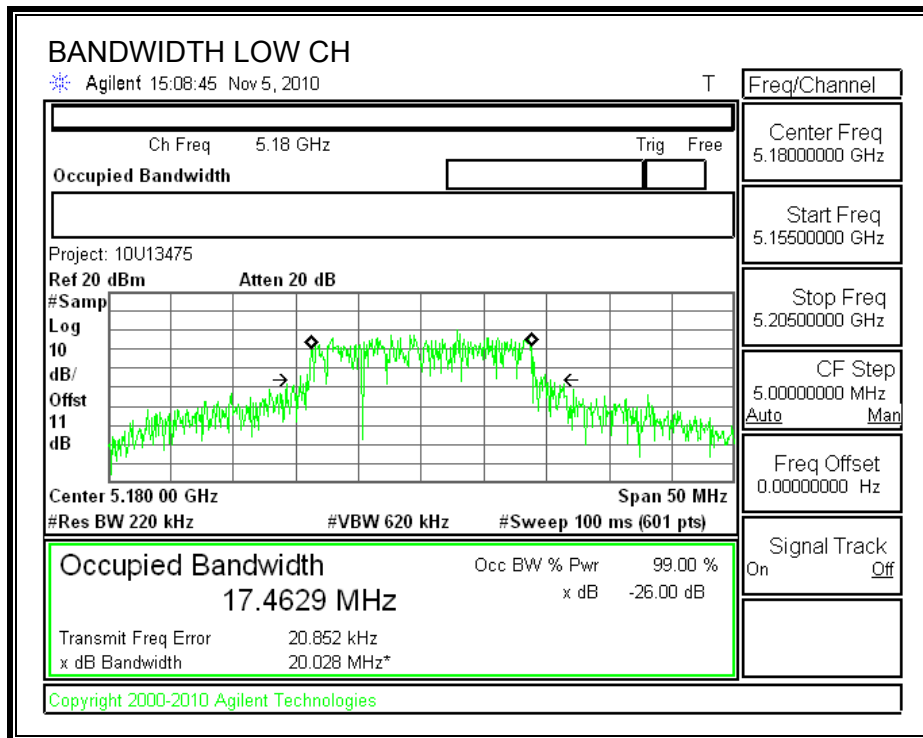 BANDWIDTH LOW CH
Agilent 15:08:45 Nov 5, 2010 T
Freq/Channel
Ch Freq 5.18 GHz Trig Free
Occupied Bandwidth
Center Freq
5.18000000 GHz
Start Freq
5.15500000 GHz
Stop Freq
5.20500000 GHz
CF Step
5.00000000 MHz
Auto Man
Freq Offset
0.00000000 Hz
Signal Track
On Off
Project: 10U13475
Ref 20 dBm Atten 20 dB
#Samp
Log
10
dB/
Offst
11
dB
Center 5.180 00 GHz Span 50 MHz
#Res BW 220 kHz #VBW 620 kHz #Sweep 100 ms (601 pts)
Occupied Bandwidth Occ BW % Pwr 99.00 %
17.4629 MHz x dB -26.00 dB
Transmit Freq Error 20.852 kHz
x dB Bandwidth 20.028 MHz*
Copyright 2000-2010 Agilent Technologies